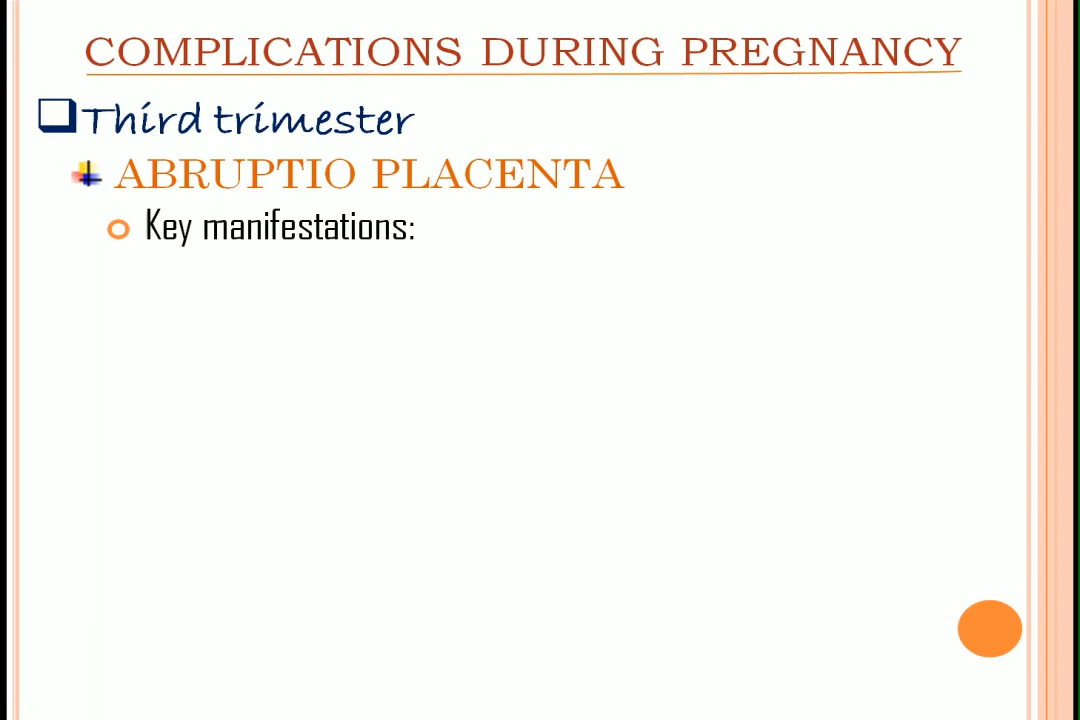 COMPLICATIONS DURING PREGNANCY
Third trimester
ABRUPTIO PLACENTA
Key manifestations: